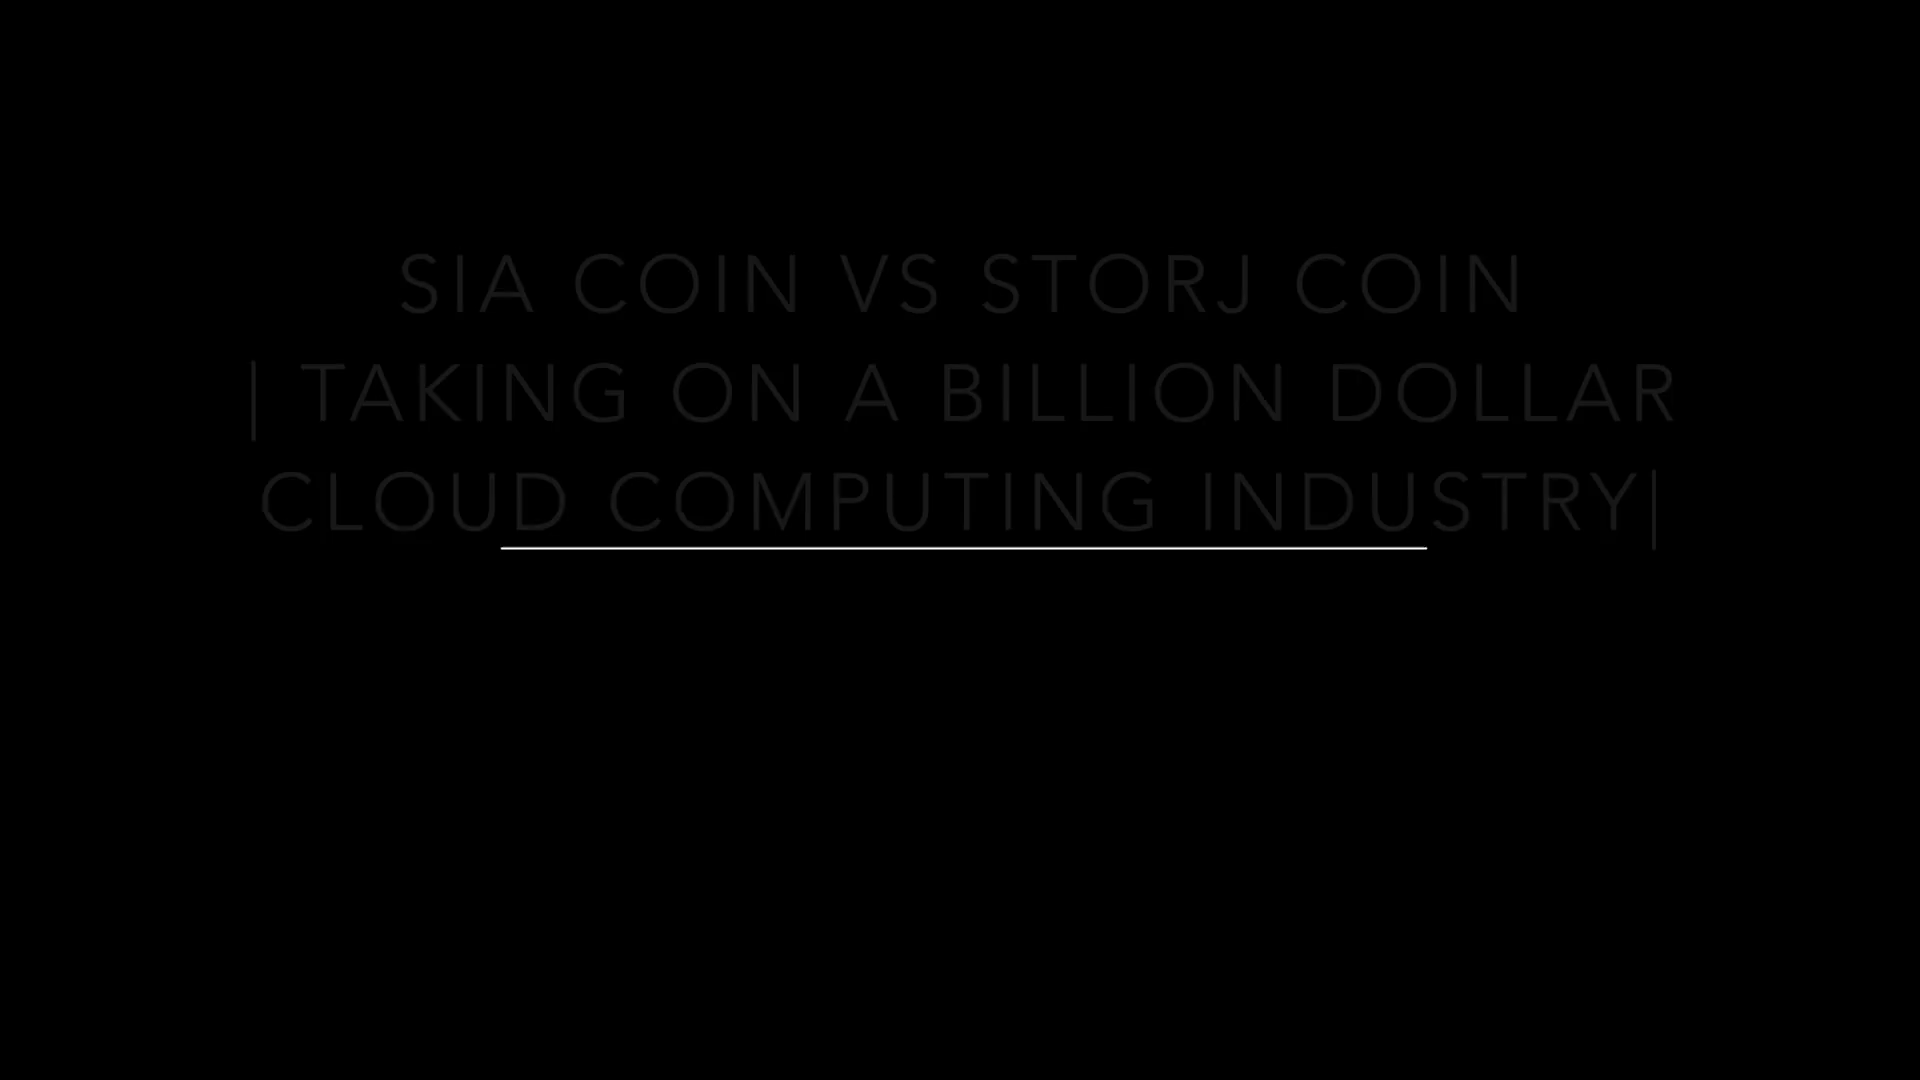 SIA COIN VS STORJ COIN
| TAKING ON A BILLION DOLLAR
CLOUD COMPUTING INDUSTRY|